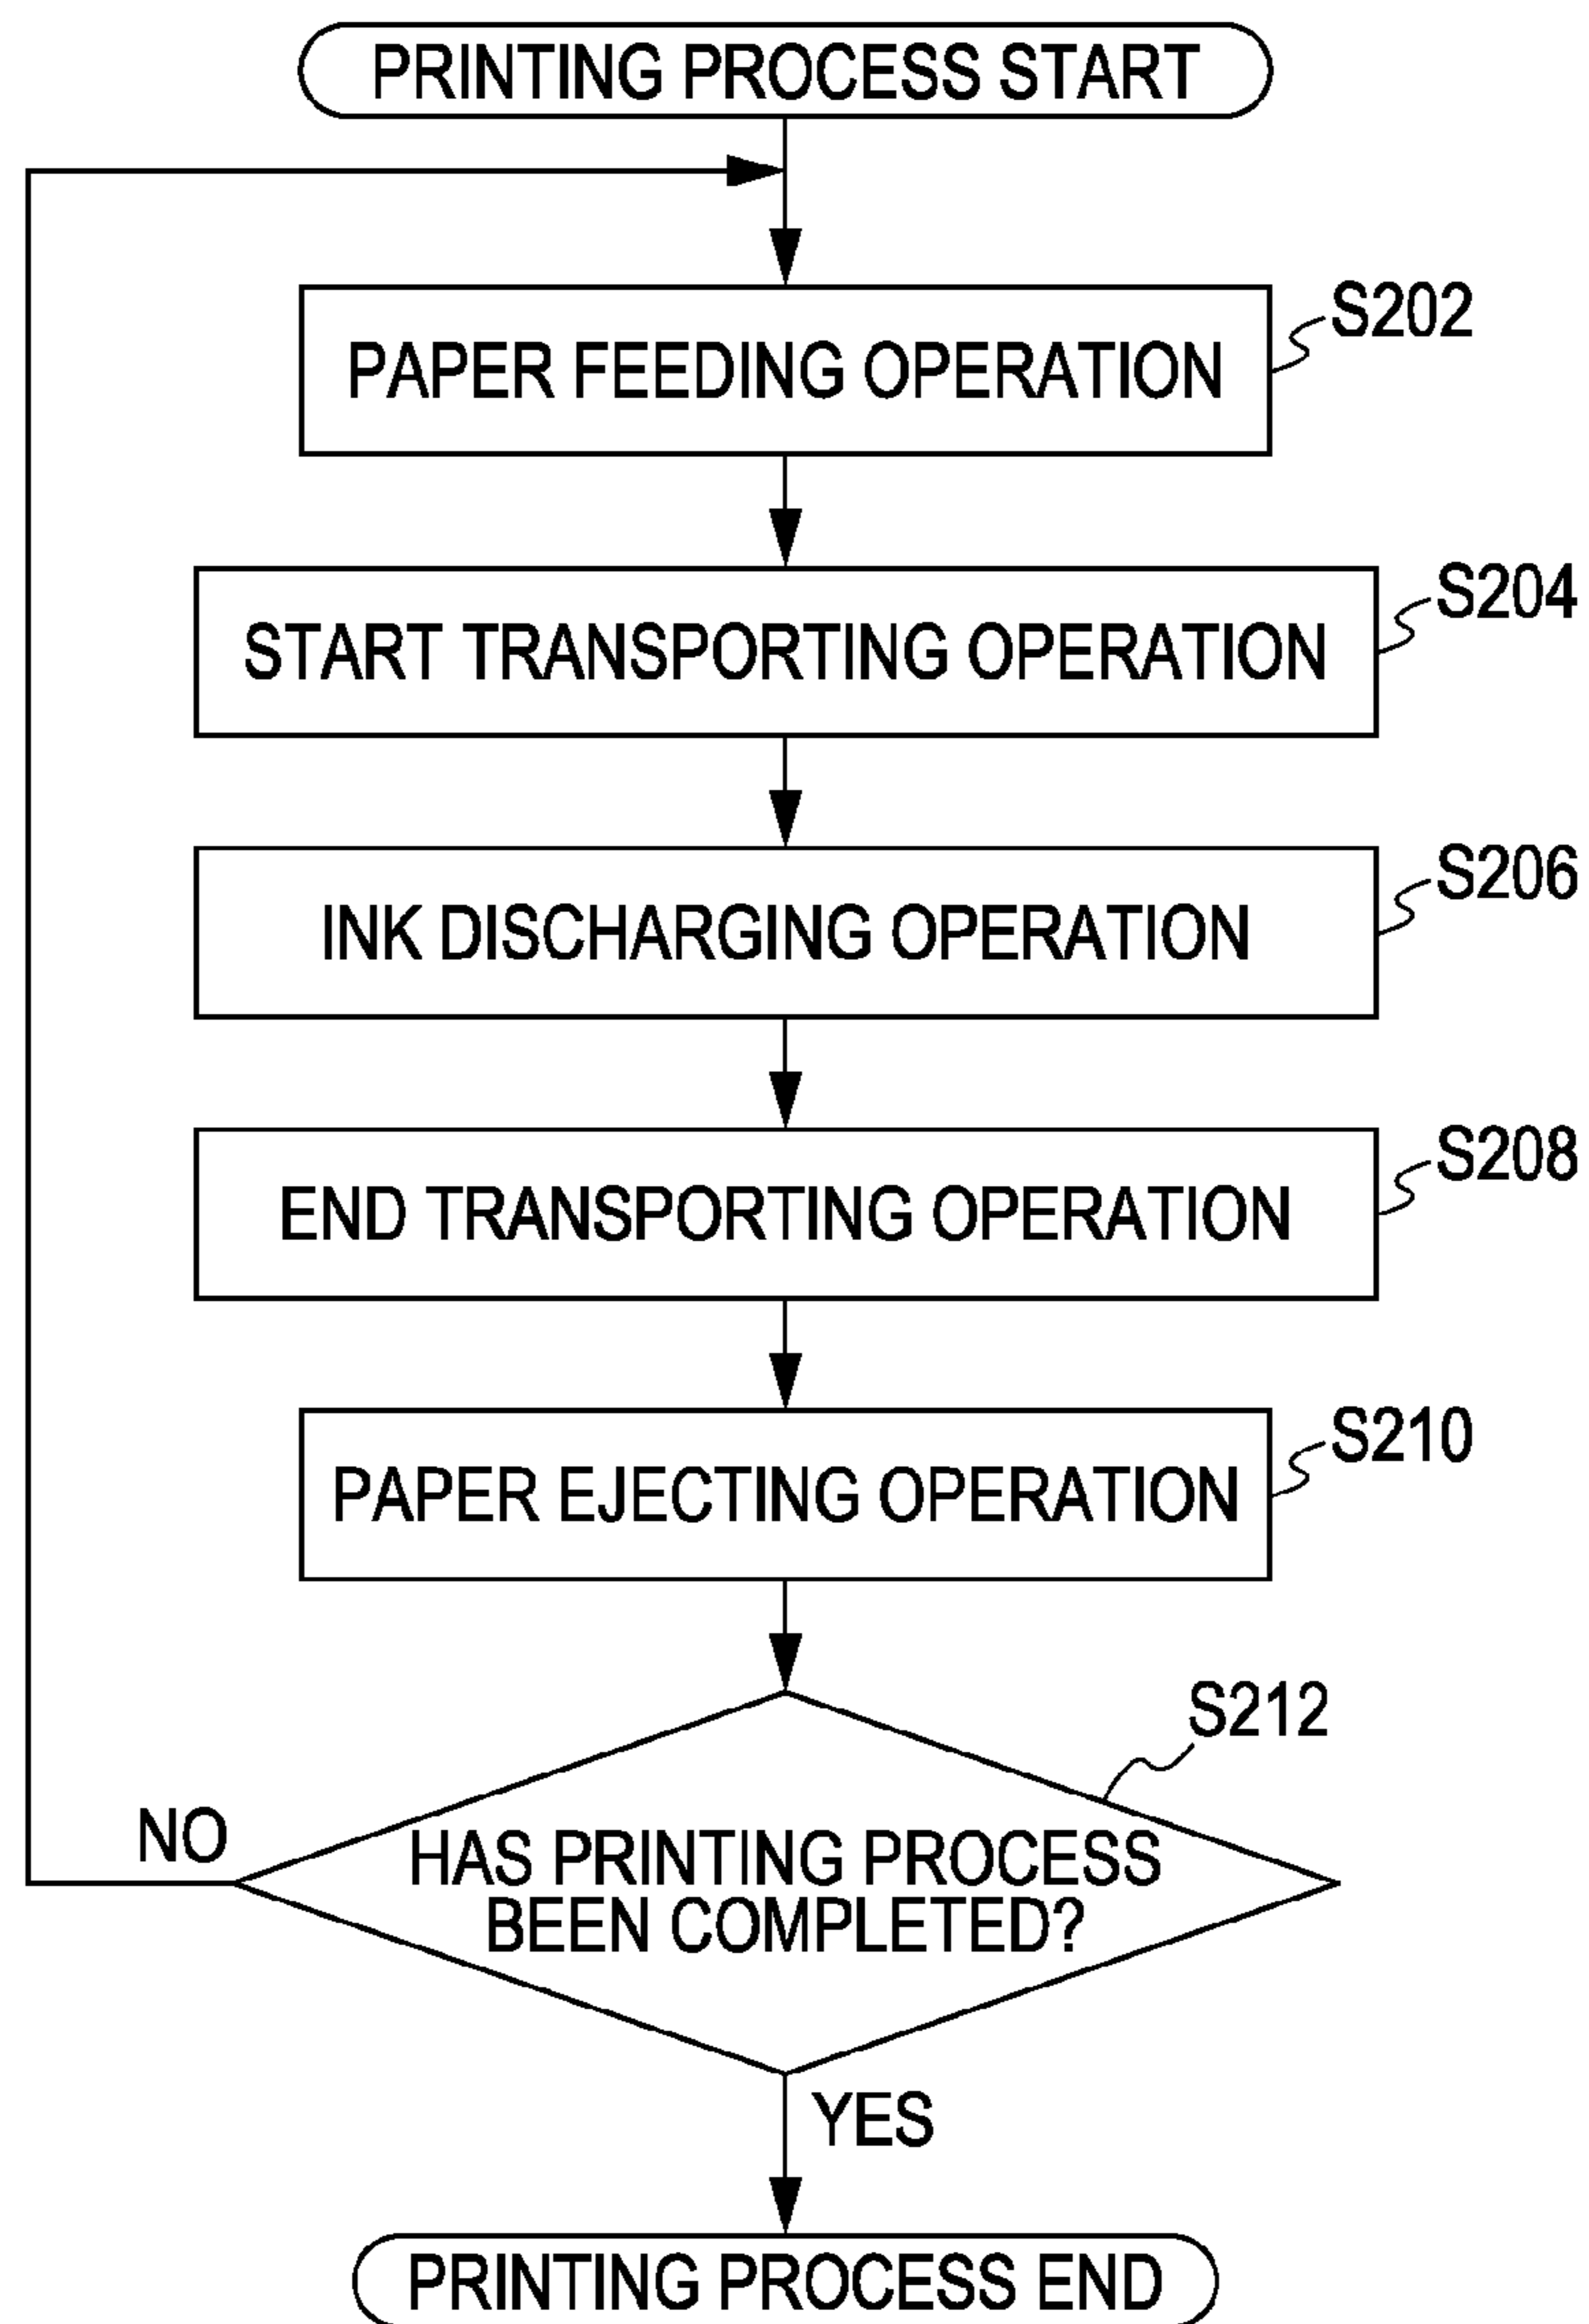 PRINTING PROCESS START
PAPER FEEDING OPERATION
S202
START TRANSPORTING OPERATION
S204
INK DISCHARGING OPERATION
S206
END TRANSPORTING OPERATION
S208
PAPER EJECTING OPERATION
S210
S212
HAS PRINTING PROCESS
BEEN COMPLETED?
NO
YES
PRINTING PROCESS END